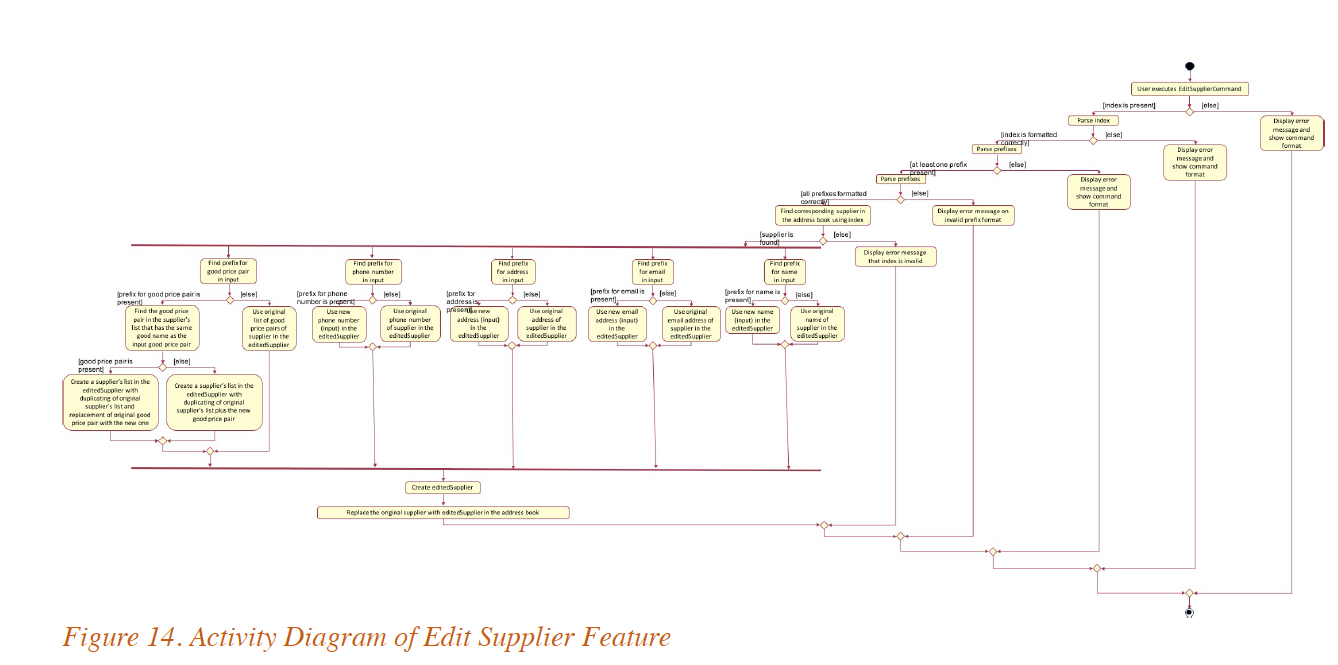 User executes EditSupplierCommand
[index is present]
[else]
Parse index
Display error
message and
show command
format
[index is formatted
correctly]
[else]
Parse prefixes
Display error
message and
show command
format
[at least one prefix
present]
[else]
Parse prefixes
Display error
message and
show command
format
[all prefixes formatted
correctly]
[else]
Find corresponding supplier in
the address book using index
Display error message on
invalid prefix format
[supplier is
found]
[else]
Display error message
that index is invalid
Find prefix for
good price pair
in input
Find prefix for
phone number
in input
Find prefix
for address
in input
Find prefix
for email
in input
Find prefix
for name
in input
[prefix for good price pair is
present]
[else]
[prefix for phone
number is present]
[else]
[prefix for
address is
present]
[else]
[prefix for email is
present]
[else]
[prefix for name is
present]
[else]
Find the good price
pair in the supplier's
list that has the same
good name as the
input good price pair
Use original
list of good
price pairs of
supplier in the
editedSupplier
Use new
phone number
(input) in the
editedSupplier
Use original
phone number
of supplier in the
editedSupplier
Use new
address (input)
in the
editedSupplier
Use original
address of
supplier in the
editedSupplier
Use new email
address (input)
in the
editedSupplier
Use original
email address of
supplier in the
editedSupplier
Use new name
(input) in the
editedSupplier
Use original
name of
supplier in the
editedSupplier
[good price pair is
present]
[else]
Create a supplier's list in the
editedSupplier with
duplicating of original
supplier's list and
replacement of original good
price pair with the new one
Create a supplier's list in the
editedSupplier with
duplicating of original
supplier's list plus the new
good price pair
Create editedSupplier
Replace the original supplier with editedSupplier in the address book
Figure 14. Activity Diagram of Edit Supplier Feature